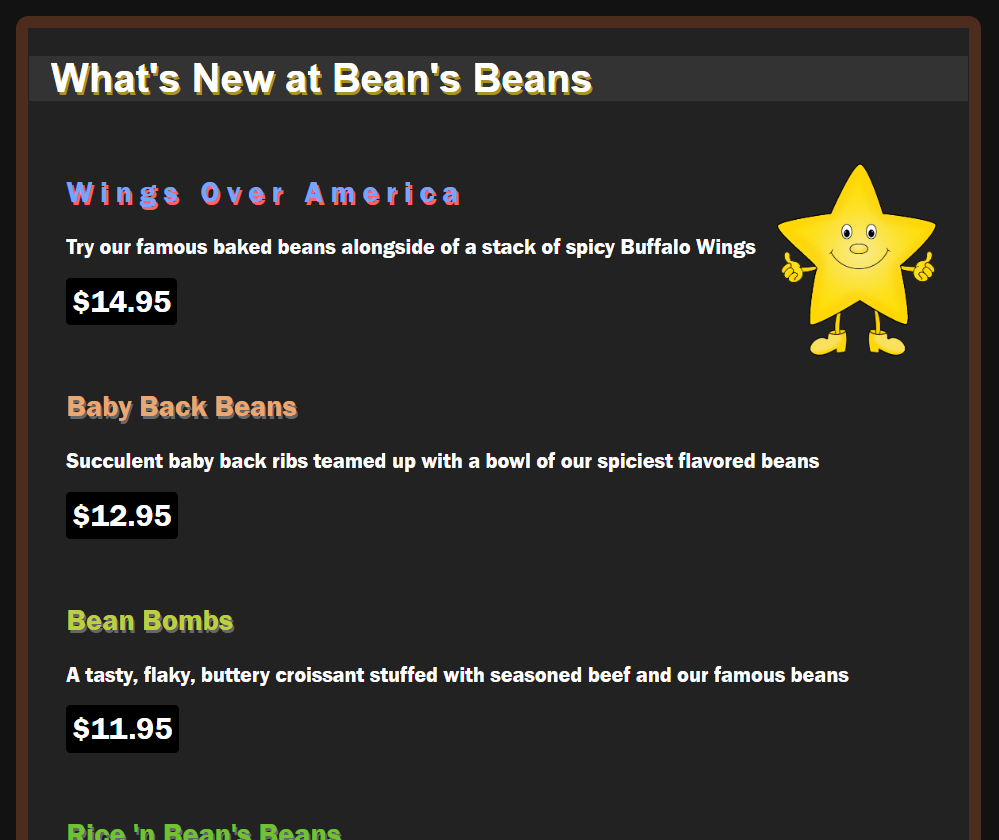 What's New at Bean's Beans
Wings Over America
Try our famous baked beans alongside of a stack of spicy Buffalo Wings
$14.95
Baby Back Beans
Succulent baby back ribs teamed up with a bowl of our spiciest flavored beans
$12.95
Bean Bombs
A tasty, flaky, buttery croissant stuffed with seasoned beef and our famous beans
$11.95
Rice 'n Bean's Beans